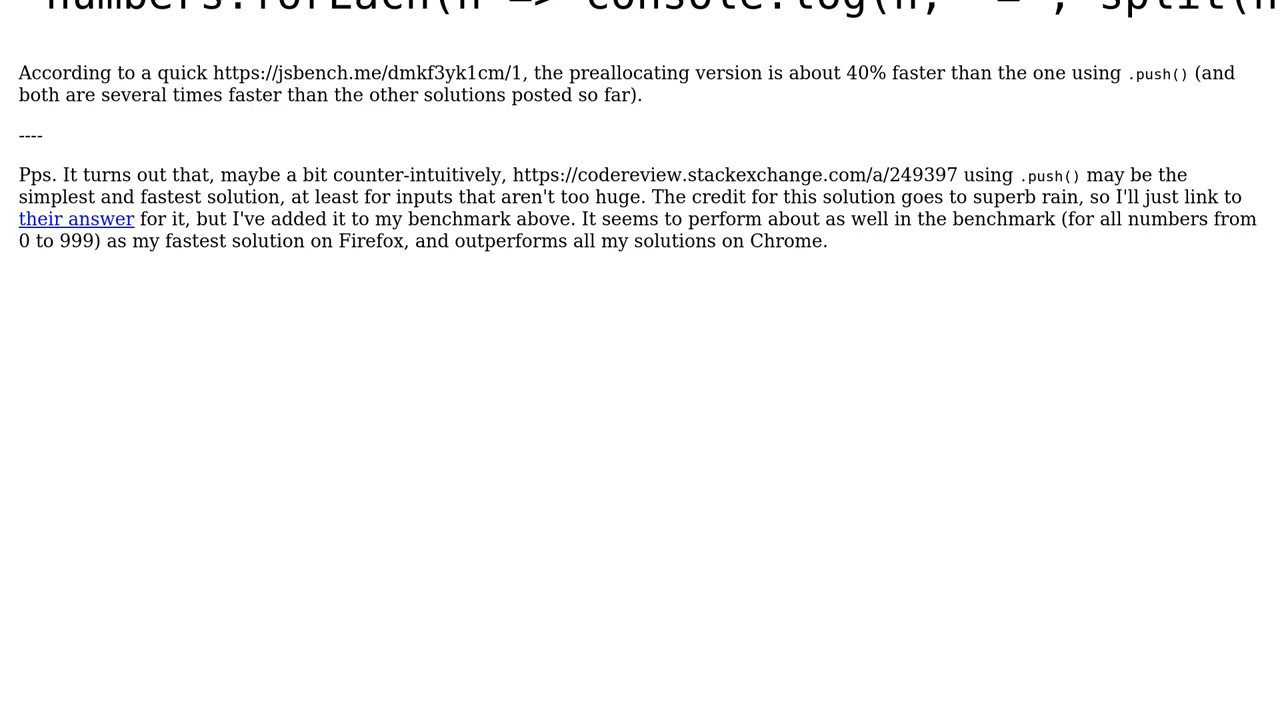 numbers.forEach(n => console.log(n, "=", split(n
According to a quick https://jsbench.me/dmkf3yk1cm/1, the preallocating version is about 40% faster than the one using .push() (and
both are several times faster than the other solutions posted so far).
----
Pps. It turns out that, maybe a bit counter-intuitively, https://codereview.stackexchange.com/a/249397 using .push() may be the
simplest and fastest solution, at least for inputs that aren't too huge. The credit for this solution goes to superb rain, so I'll just link to
their answer for it, but I've added it to my benchmark above. It seems to perform about as well in the benchmark (for all numbers from
0 to 999) as my fastest solution on Firefox, and outperforms all my solutions on Chrome.